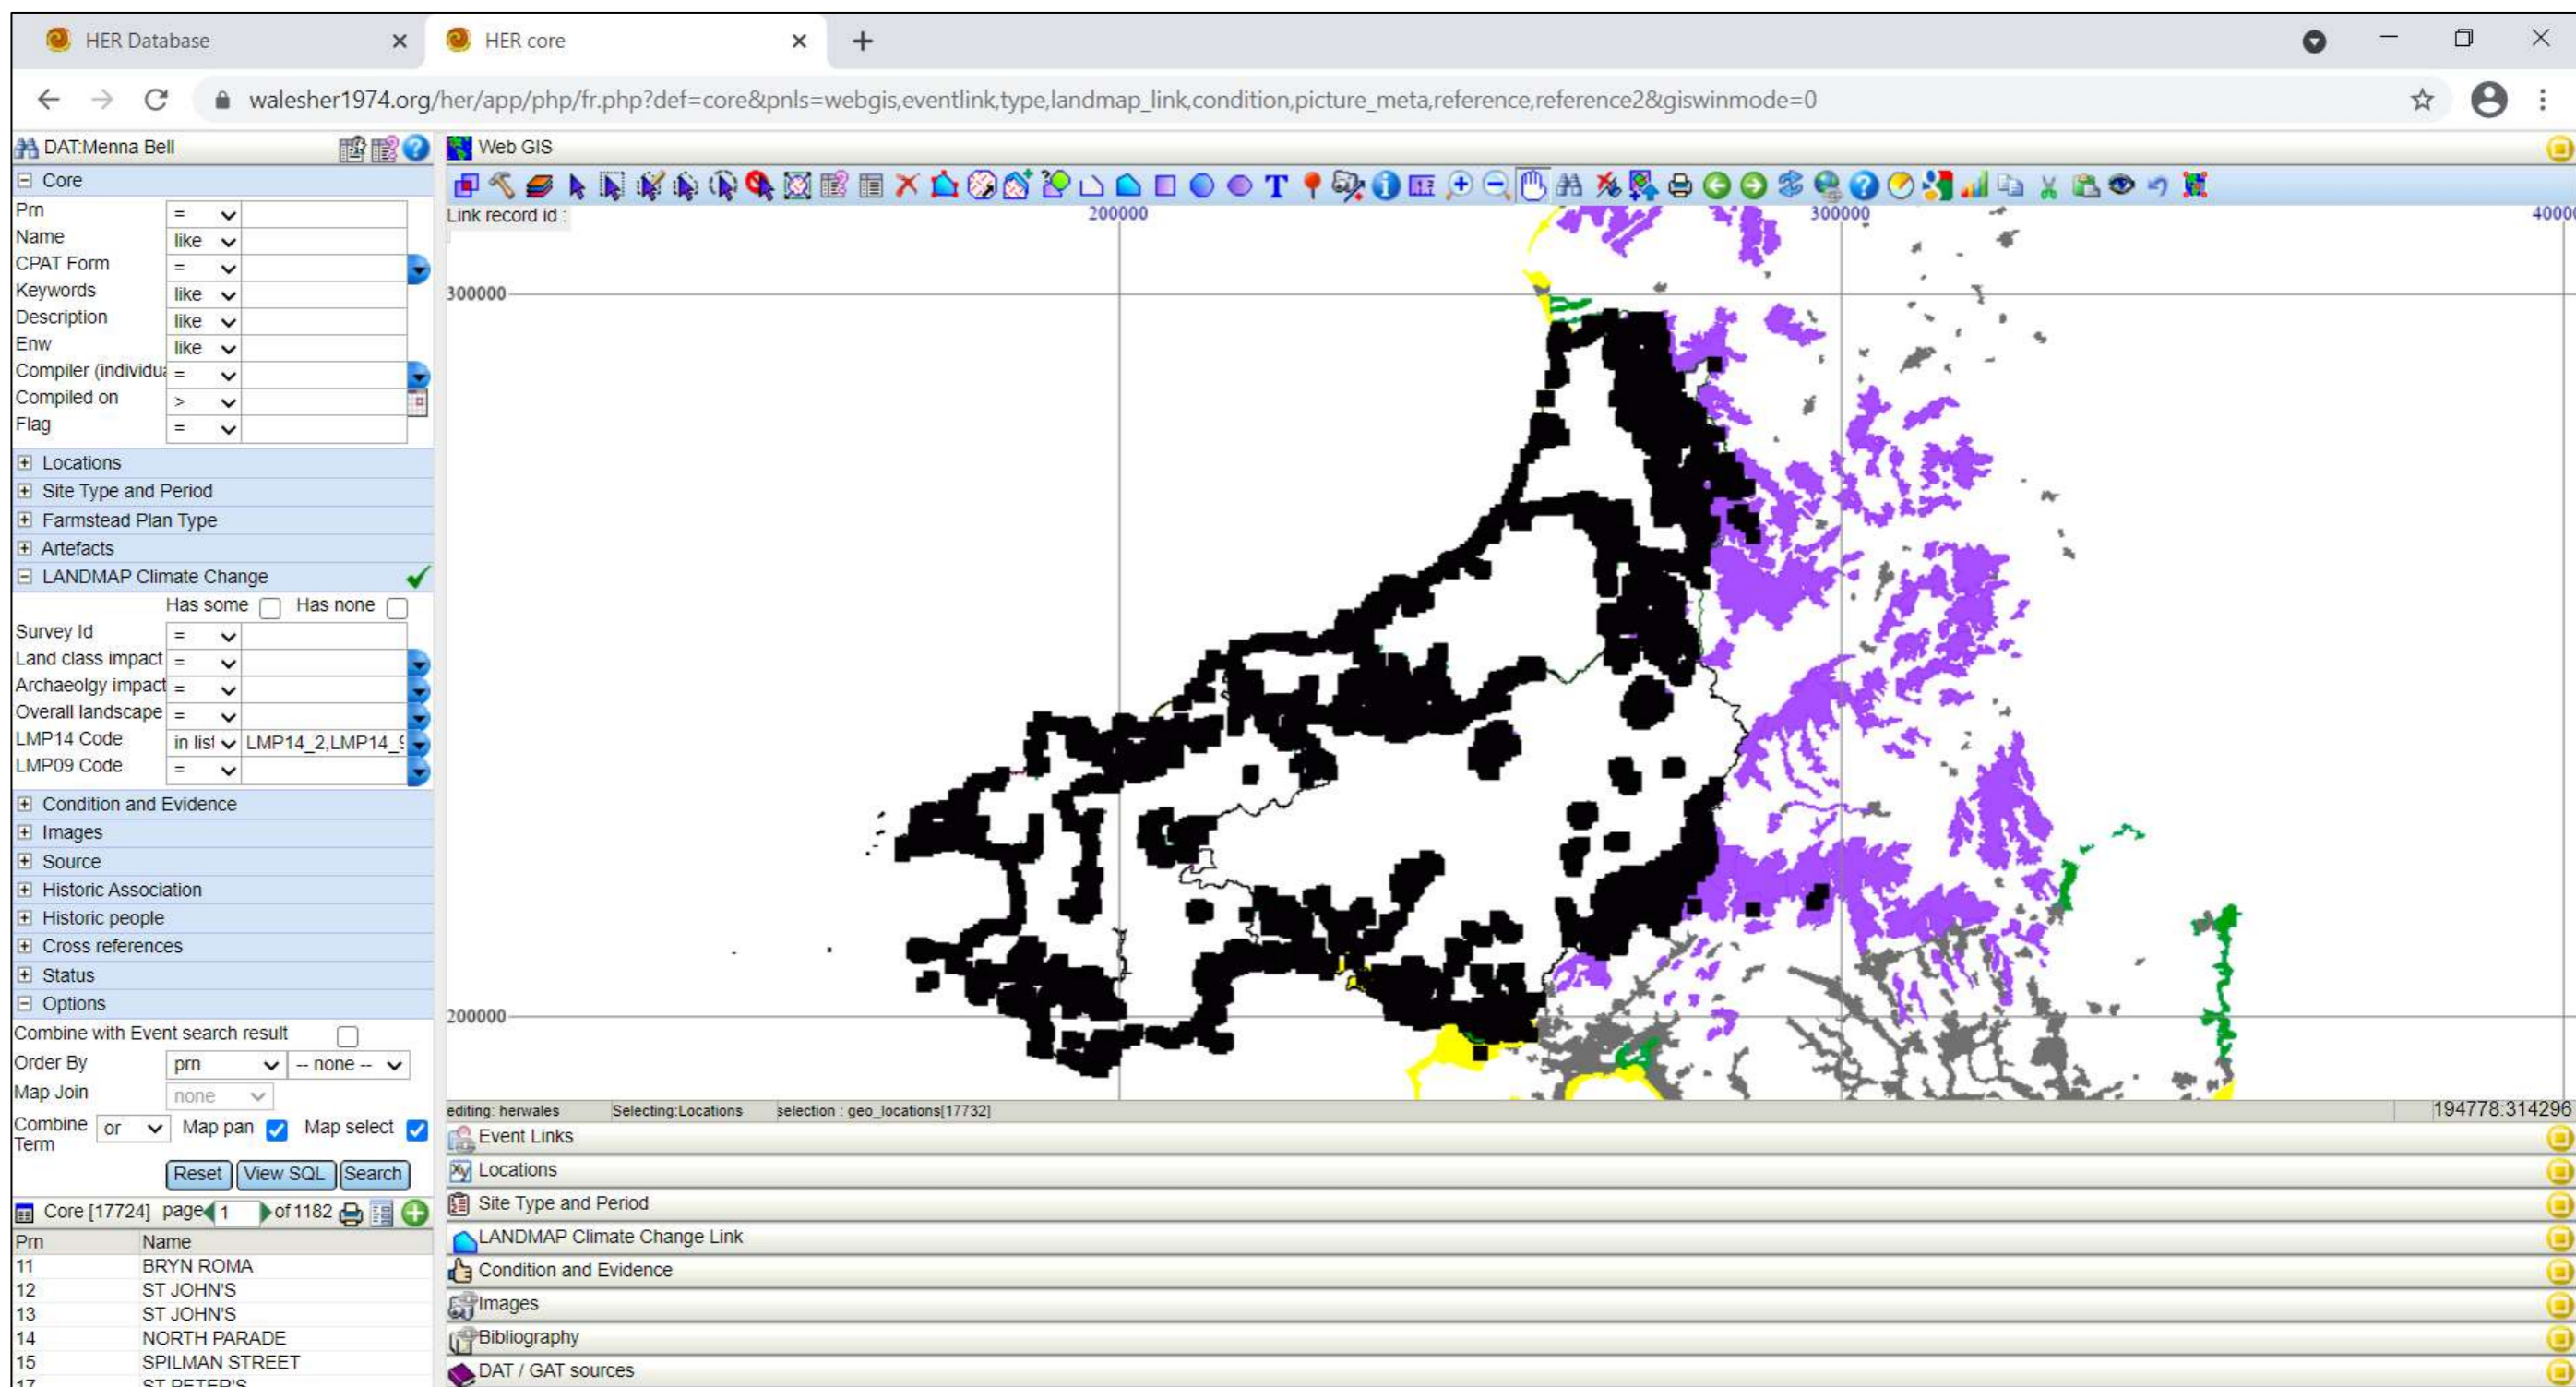 HER Database
HER core
walesher1974.org/her/app/php/fr.php?def=core&pnls=webgis,eventlink,type,landmap_link,condition,picture_meta,reference,reference2&giswinmode=0
DAT:Menna Bell
Core
Prn =
Name like
CPAT Form =
Keywords like
Description like
Enw like
Compiler (individua =
Compiled on >
Flag =
Locations
Site Type and Period
Farmstead Plan Type
Artefacts
LANDMAP Climate Change
Has some Has none
Survey Id =
Land class impact =
Archaeolgy impact =
Overall landscape =
LMP14 Code in list LMP14_2,LMP14_9
LMP09 Code =
Condition and Evidence
Images
Source
Historic Association
Historic people
Cross references
Status
Options
Combine with Event search result
Order By prn -- none --
Map Join none
Combine Term or Map pan Map select
Reset View SQL Search
Core [17724] page 1 of 1182
Prn Name
11 BRYN ROMA
12 ST JOHN'S
13 ST JOHN'S
14 NORTH PARADE
15 SPILMAN STREET
17 ST PETER'S
Web GIS
Link record id :
200000
300000
40000
300000
200000
editing: herwales Selecting:Locations selection : geo_locations[17732] 194778:314296
Event Links
Locations
Site Type and Period
LANDMAP Climate Change Link
Condition and Evidence
Images
Bibliography
DAT / GAT sources